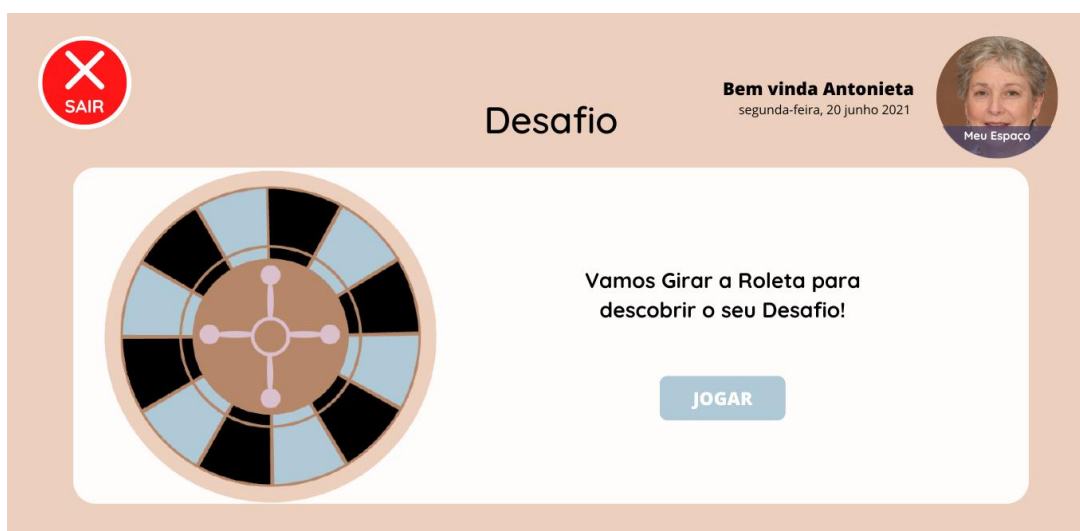 SAIR
Desafio
Bem vinda Antonieta
segunda-feira, 20 junho 2021
Meu Espaço
Vamos Girar a Roleta para
descobrir o seu Desafio!
JOGAR